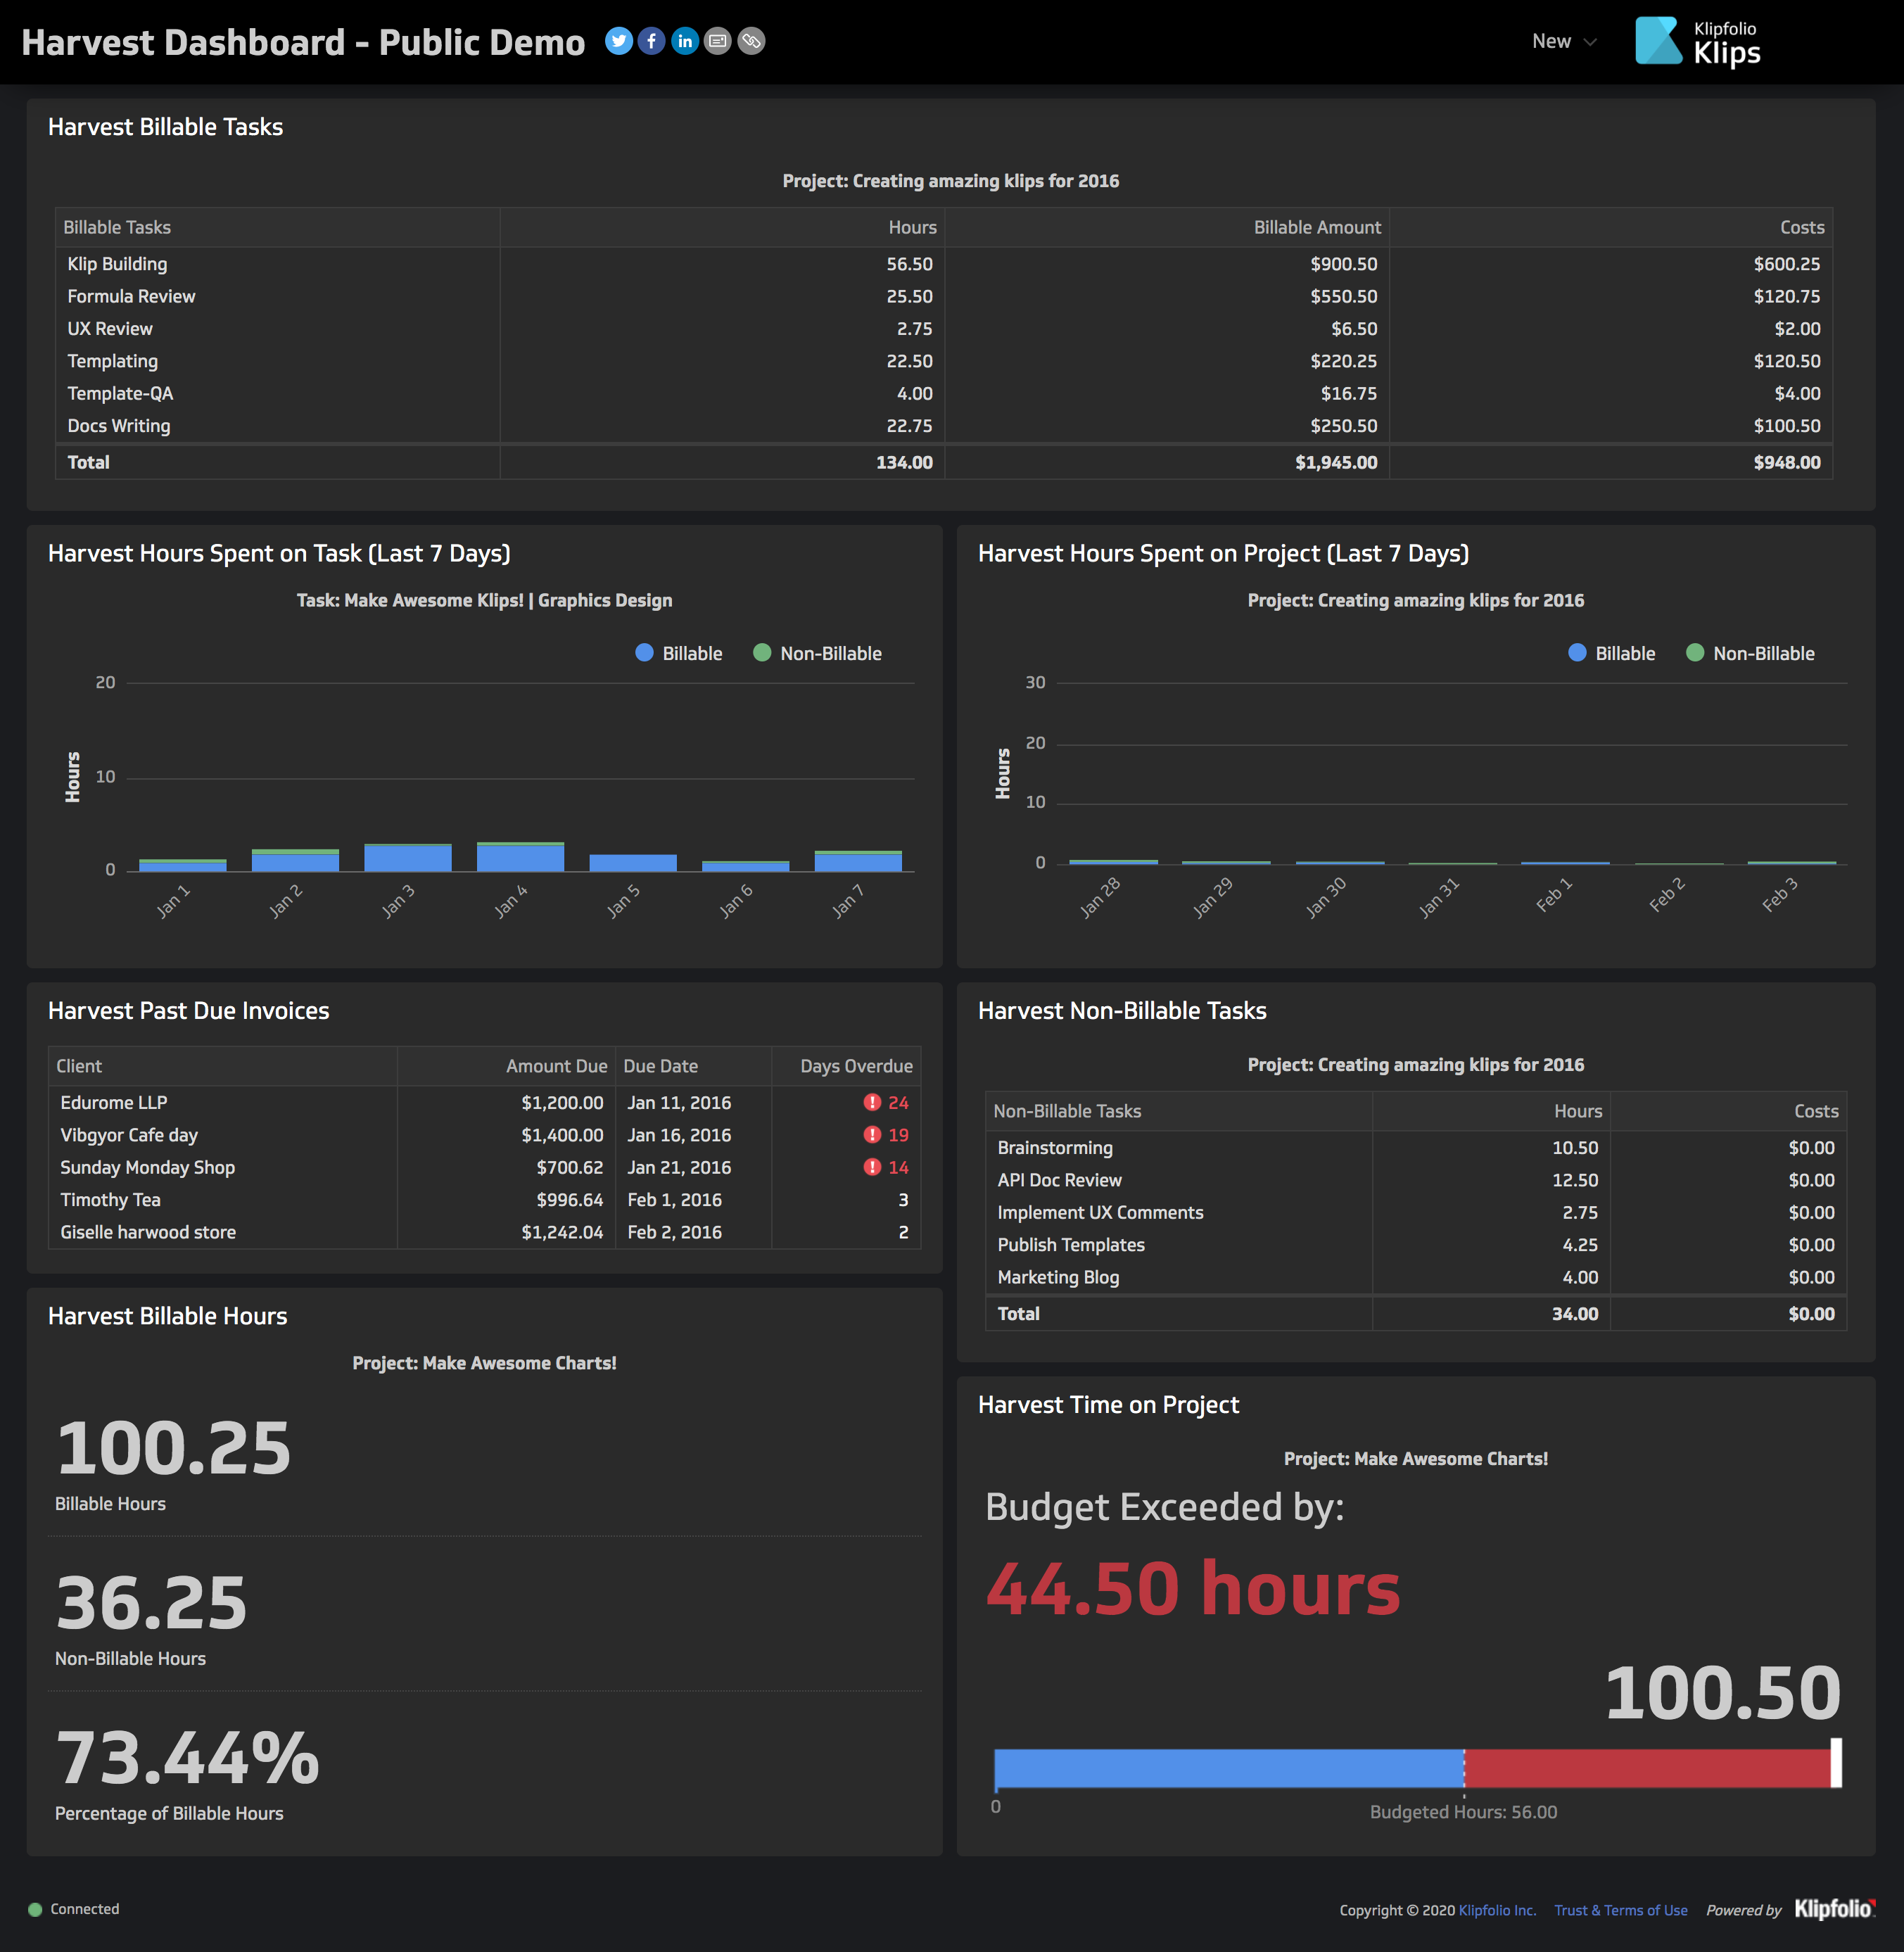 Harvest Dashboard - Public Demo
New
Klipfolio
Klips
Harvest Billable Tasks
Project: Creating amazing klips for 2016
Billable Tasks Hours Billable Amount Costs
Klip Building 56.50 $900.50 $600.25
Formula Review 25.50 $550.50 $120.75
UX Review 2.75 $6.50 $2.00
Templating 22.50 $220.25 $120.50
Template-QA 4.00 $16.75 $4.00
Docs Writing 22.75 $250.50 $100.50
Total 134.00 $1,945.00 $948.00
Harvest Hours Spent on Task (Last 7 Days)
Task: Make Awesome Klips! | Graphics Design
Billable Non-Billable
20
10
0
Hours
Jan 1 Jan 2 Jan 3 Jan 4 Jan 5 Jan 6 Jan 7
Harvest Hours Spent on Project (Last 7 Days)
Project: Creating amazing klips for 2016
Billable Non-Billable
30
20
10
0
Hours
Jan 28 Jan 29 Jan 30 Jan 31 Feb 1 Feb 2 Feb 3
Harvest Past Due Invoices
Client Amount Due Due Date Days Overdue
Edurome LLP $1,200.00 Jan 11, 2016 ! 24
Vibgyor Cafe day $1,400.00 Jan 16, 2016 ! 19
Sunday Monday Shop $700.62 Jan 21, 2016 ! 14
Timothy Tea $996.64 Feb 1, 2016 3
Giselle harwood store $1,242.04 Feb 2, 2016 2
Harvest Non-Billable Tasks
Project: Creating amazing klips for 2016
Non-Billable Tasks Hours Costs
Brainstorming 10.50 $0.00
API Doc Review 12.50 $0.00
Implement UX Comments 2.75 $0.00
Publish Templates 4.25 $0.00
Marketing Blog 4.00 $0.00
Total 34.00 $0.00
Harvest Billable Hours
Project: Make Awesome Charts!
100.25
Billable Hours
36.25
Non-Billable Hours
73.44%
Percentage of Billable Hours
Harvest Time on Project
Project: Make Awesome Charts!
Budget Exceeded by:
44.50 hours
100.50
0
Budgeted Hours: 56.00
Connected
Copyright © 2020 Klipfolio Inc. Trust & Terms of Use Powered by Klipfolio